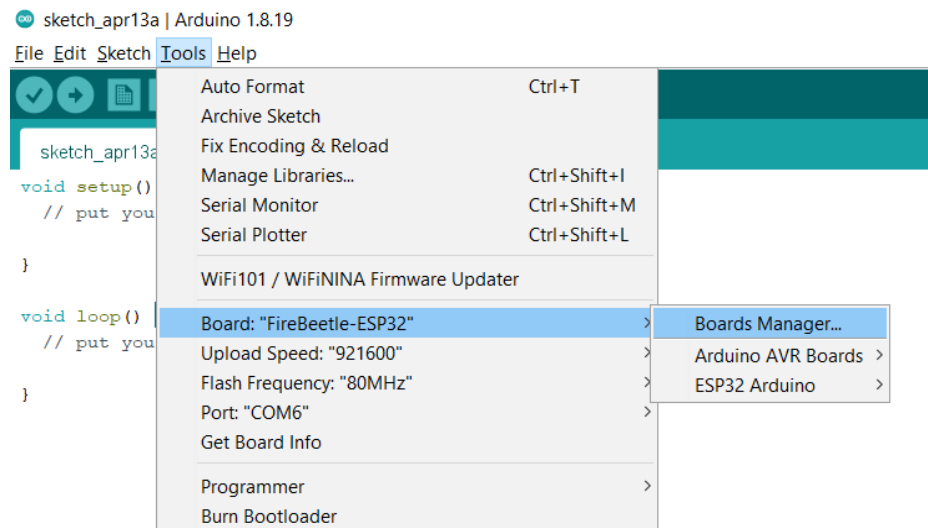 sketch_apr13a | Arduino 1.8.19
File Edit Sketch Tools Help
sketch_apr13a
void setup()
// put you
}
void loop()
// put you
}
Auto Format Ctrl+T
Archive Sketch
Fix Encoding & Reload
Manage Libraries... Ctrl+Shift+I
Serial Monitor Ctrl+Shift+M
Serial Plotter Ctrl+Shift+L
WiFi101 / WiFiNINA Firmware Updater
Board: "FireBeetle-ESP32"
Upload Speed: "921600"
Flash Frequency: "80MHz"
Port: "COM6"
Get Board Info
Programmer
Burn Bootloader
Boards Manager...
Arduino AVR Boards
ESP32 Arduino